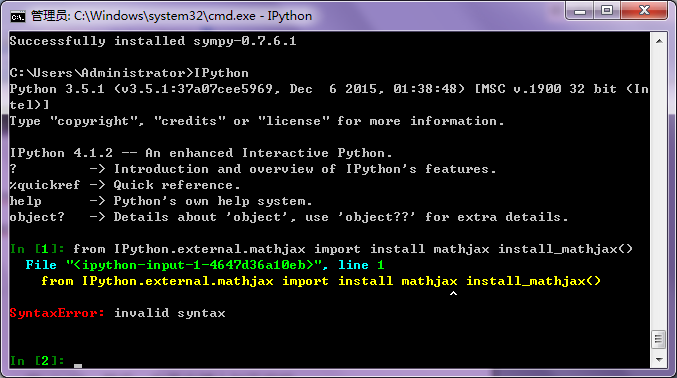 管理员: C:\Windows\system32\cmd.exe - IPython
Successfully installed sympy-0.7.6.1
C:\Users\Administrator>IPython
Python 3.5.1 (v3.5.1:37a07cee5969, Dec  6 2015, 01:38:48) [MSC v.1900 32 bit (In
tel)]
Type "copyright", "credits" or "license" for more information.
IPython 4.1.2 -- An enhanced Interactive Python.
?         -> Introduction and overview of IPython's features.
%quickref -> Quick reference.
help      -> Python's own help system.
object?   -> Details about 'object', use 'object??' for extra details.
In [1]: from IPython.external.mathjax import install mathjax install_mathjax()
  File "<ipython-input-1-4647d36a10eb>", line 1
    from IPython.external.mathjax import install mathjax install_mathjax()
                                                       ^
SyntaxError: invalid syntax
In [2]: